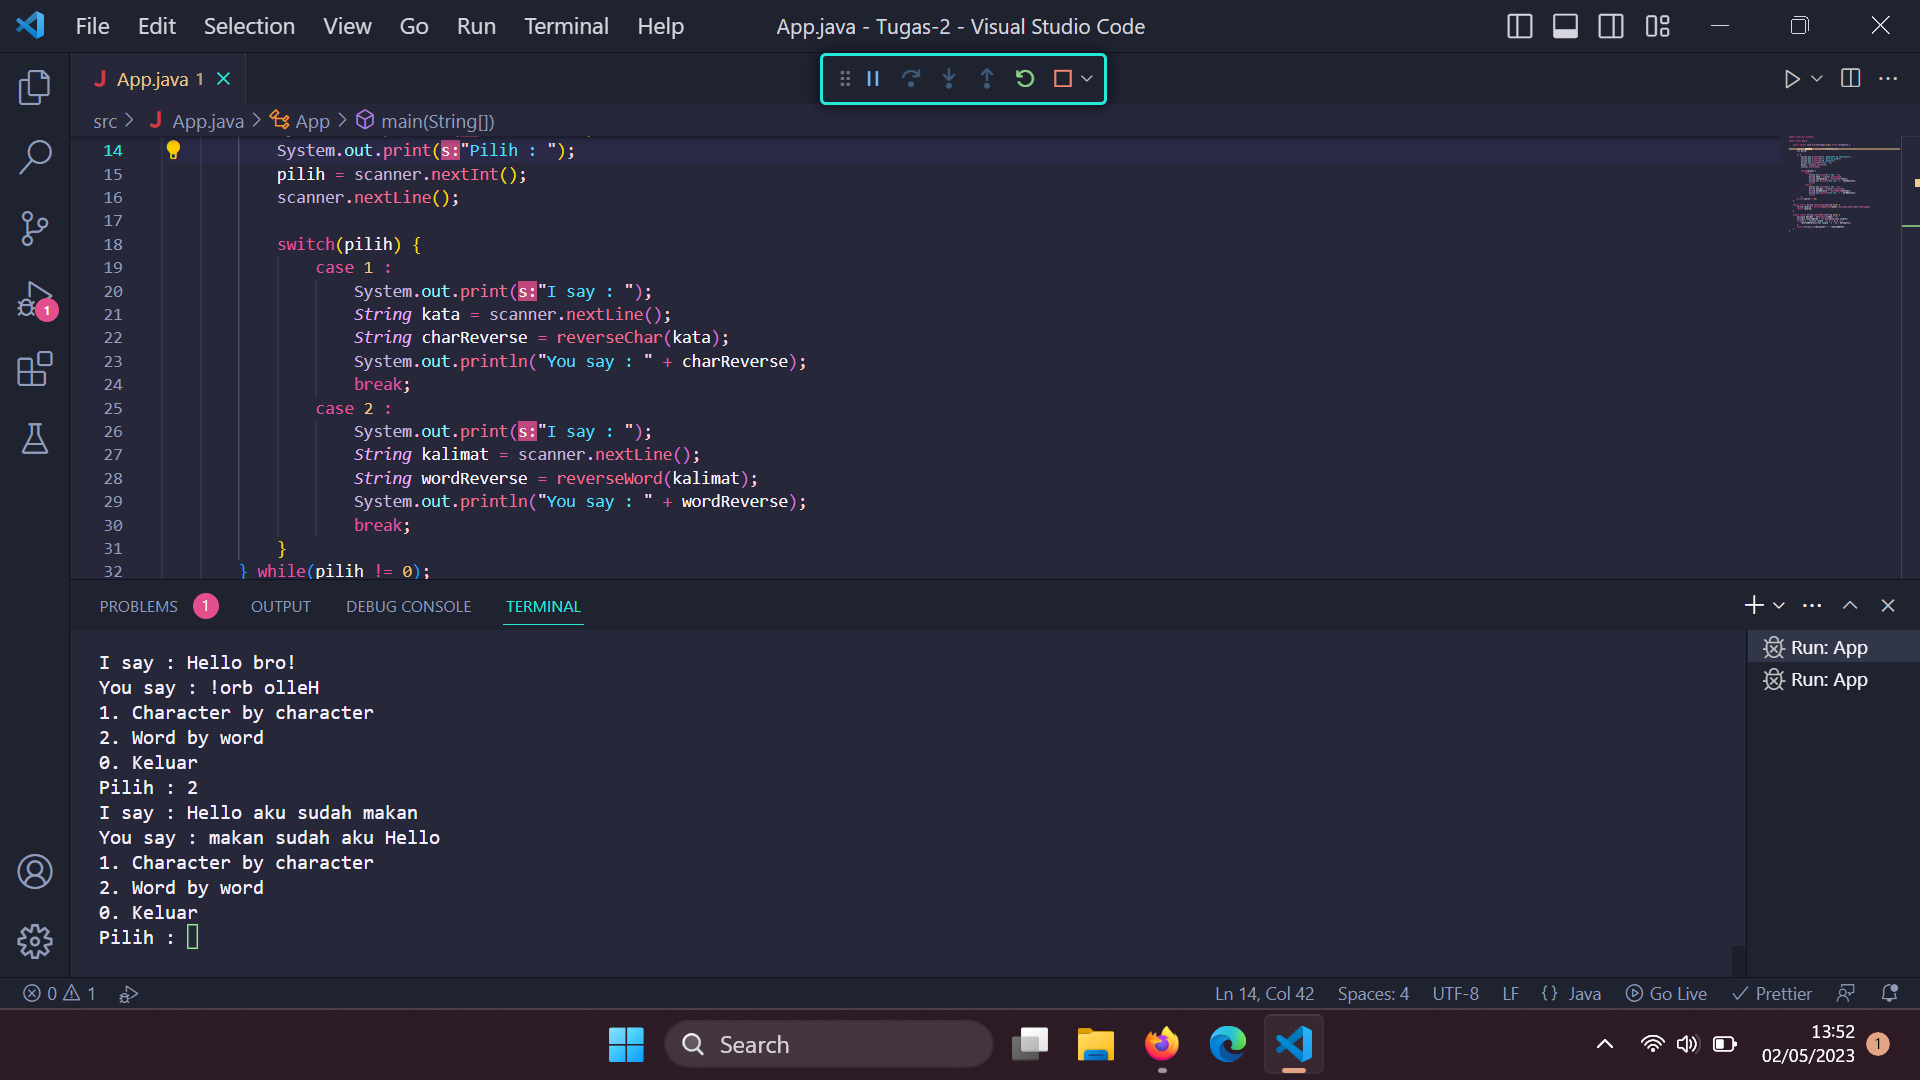 File Edit Selection View Go Run Terminal Help App.java - Tugas-2 - Visual Studio Code
J App.java 1
src > J App.java > App > main(String[])
14 System.out.print(s:"Pilih : ");
15 pilih = scanner.nextInt();
16 scanner.nextLine();
17
18 switch(pilih) {
19 case 1 :
20 System.out.print(s:"I say : ");
21 String kata = scanner.nextLine();
22 String charReverse = reverseChar(kata);
23 System.out.println("You say : " + charReverse);
24 break;
25 case 2 :
26 System.out.print(s:"I say : ");
27 String kalimat = scanner.nextLine();
28 String wordReverse = reverseWord(kalimat);
29 System.out.println("You say : " + wordReverse);
30 break;
31 }
32 } while(pilih != 0);
1
PROBLEMS 1 OUTPUT DEBUG CONSOLE TERMINAL
I say : Hello bro!
You say : !orb olleH
1. Character by character
2. Word by word
0. Keluar
Pilih : 2
I say : Hello aku sudah makan
You say : makan sudah aku Hello
1. Character by character
2. Word by word
0. Keluar
Pilih :
Run: App
Run: App
0 1 Ln 14, Col 42 Spaces: 4 UTF-8 LF {} Java Go Live Prettier
Search
13:52
02/05/2023 1